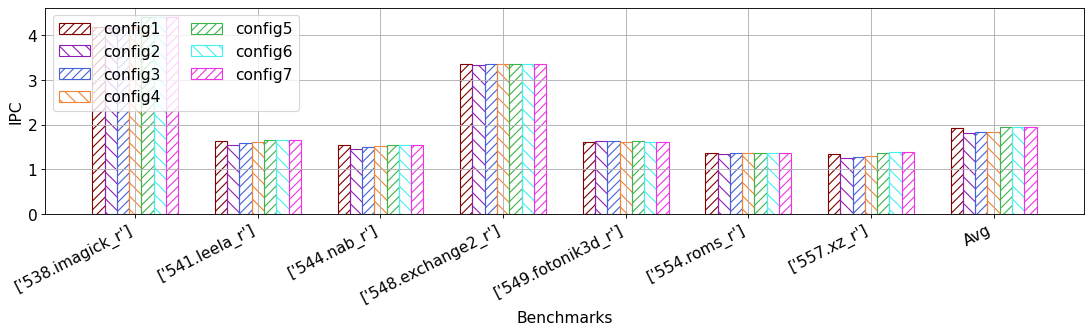 config1
config2
config3
config4
config5
config6
config7
IPC
4
3
2
1
0
['538.imagick_r']
['541.leela_r']
['544.nab_r']
['548.exchange2_r']
['549.fotonik3d_r']
['554.roms_r']
['557.xz_r']
Avg
Benchmarks